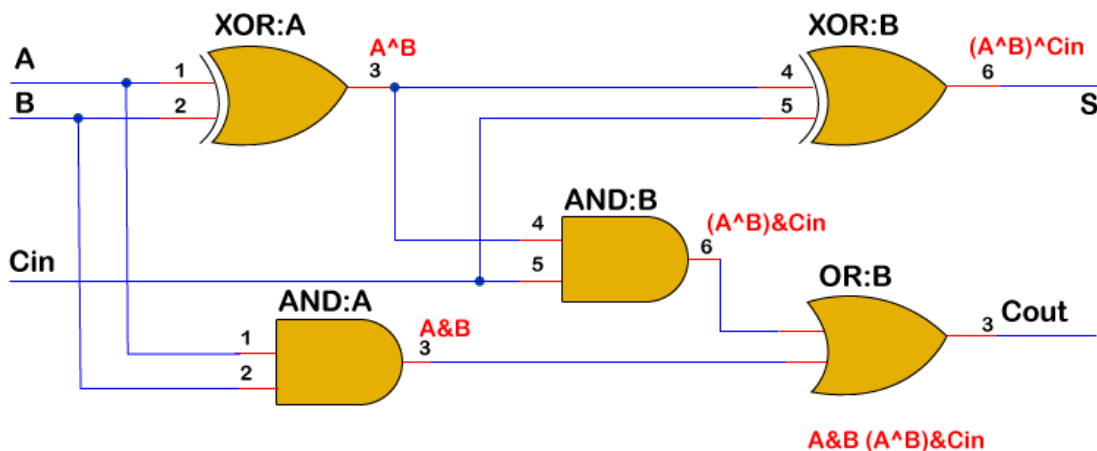 XOR:A
XOR:B
A
A^B
(A^B)^Cin
1
3
4
6
B
2
5
S
AND:B
4
(A^B)&Cin
6
Cin
5
OR:B
AND:A
A&B
Cout
1
3
3
2
A&B (A^B)&Cin